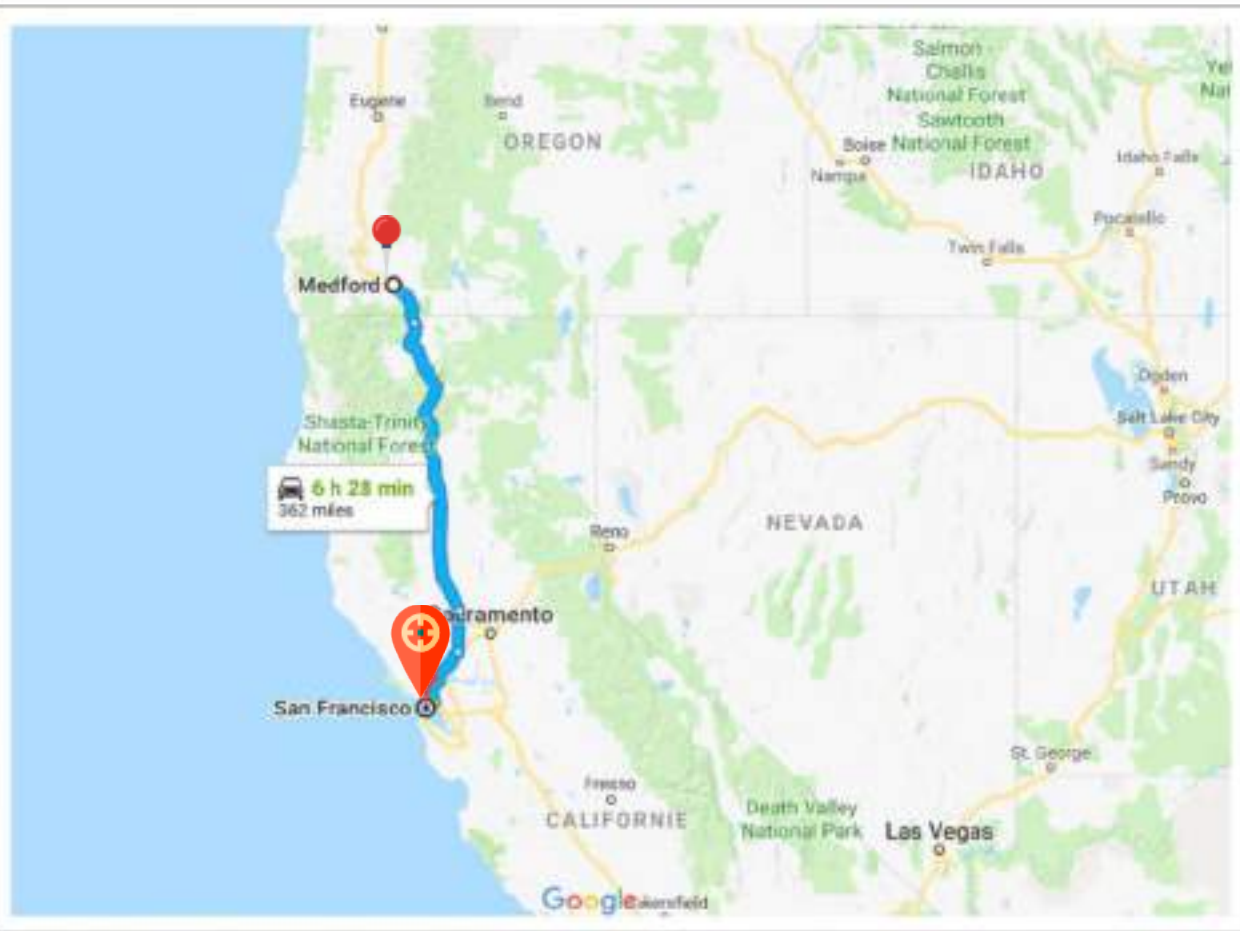 Salmon
Challis
National Forest
Eugene
Bend
OREGON
Sawtooth
National Forest
Boise
Nampa
IDAHO
Idaho Falls
Pocatello
Twin Falls
Medford
Ogden
Salt Lake City
Sandy
Provo
Shasta-Trinity
National Forest
6 h 28 min
362 miles
Reno
NEVADA
UTAH
Sacramento
San Francisco
St. George
Fresno
CALIFORNIE
Death Valley
National Park
Las Vegas
Google